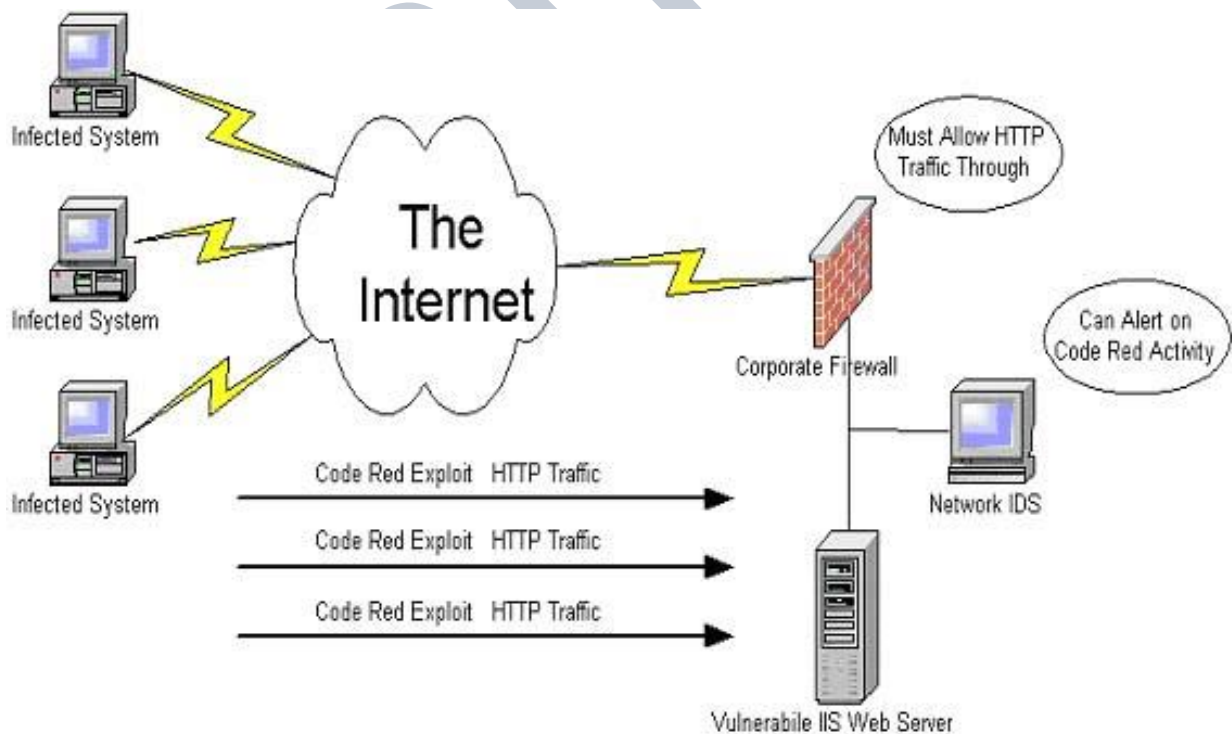 Infected System
Infected System
Infected System
The
Internet
Must Allow HTTP
Traffic Through
Corporate Firewall
Can Alert on
Code Red Activity
Network IDS
Code Red Exploit HTTP Traffic
Code Red Exploit HTTP Traffic
Code Red Exploit HTTP Traffic
Vulnerabile IIS Web Server